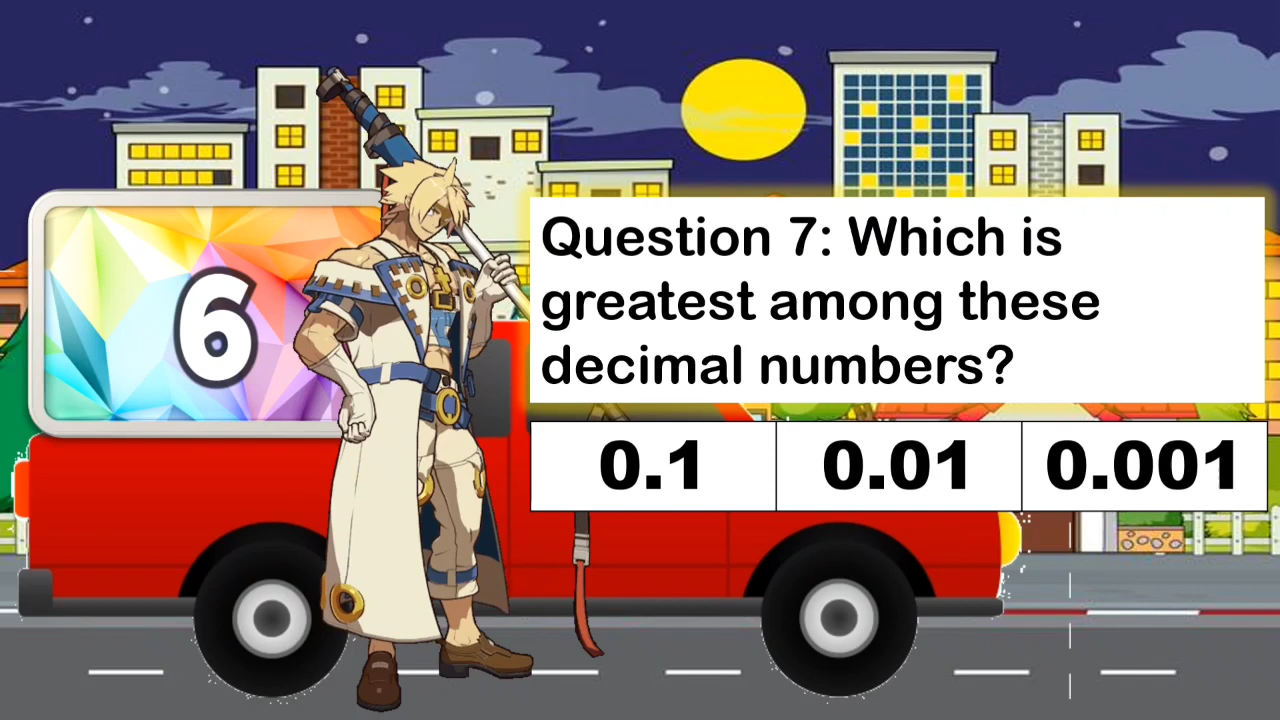 6
Question 7: Which is
greatest among these
decimal numbers?
0.1 0.01 0.001